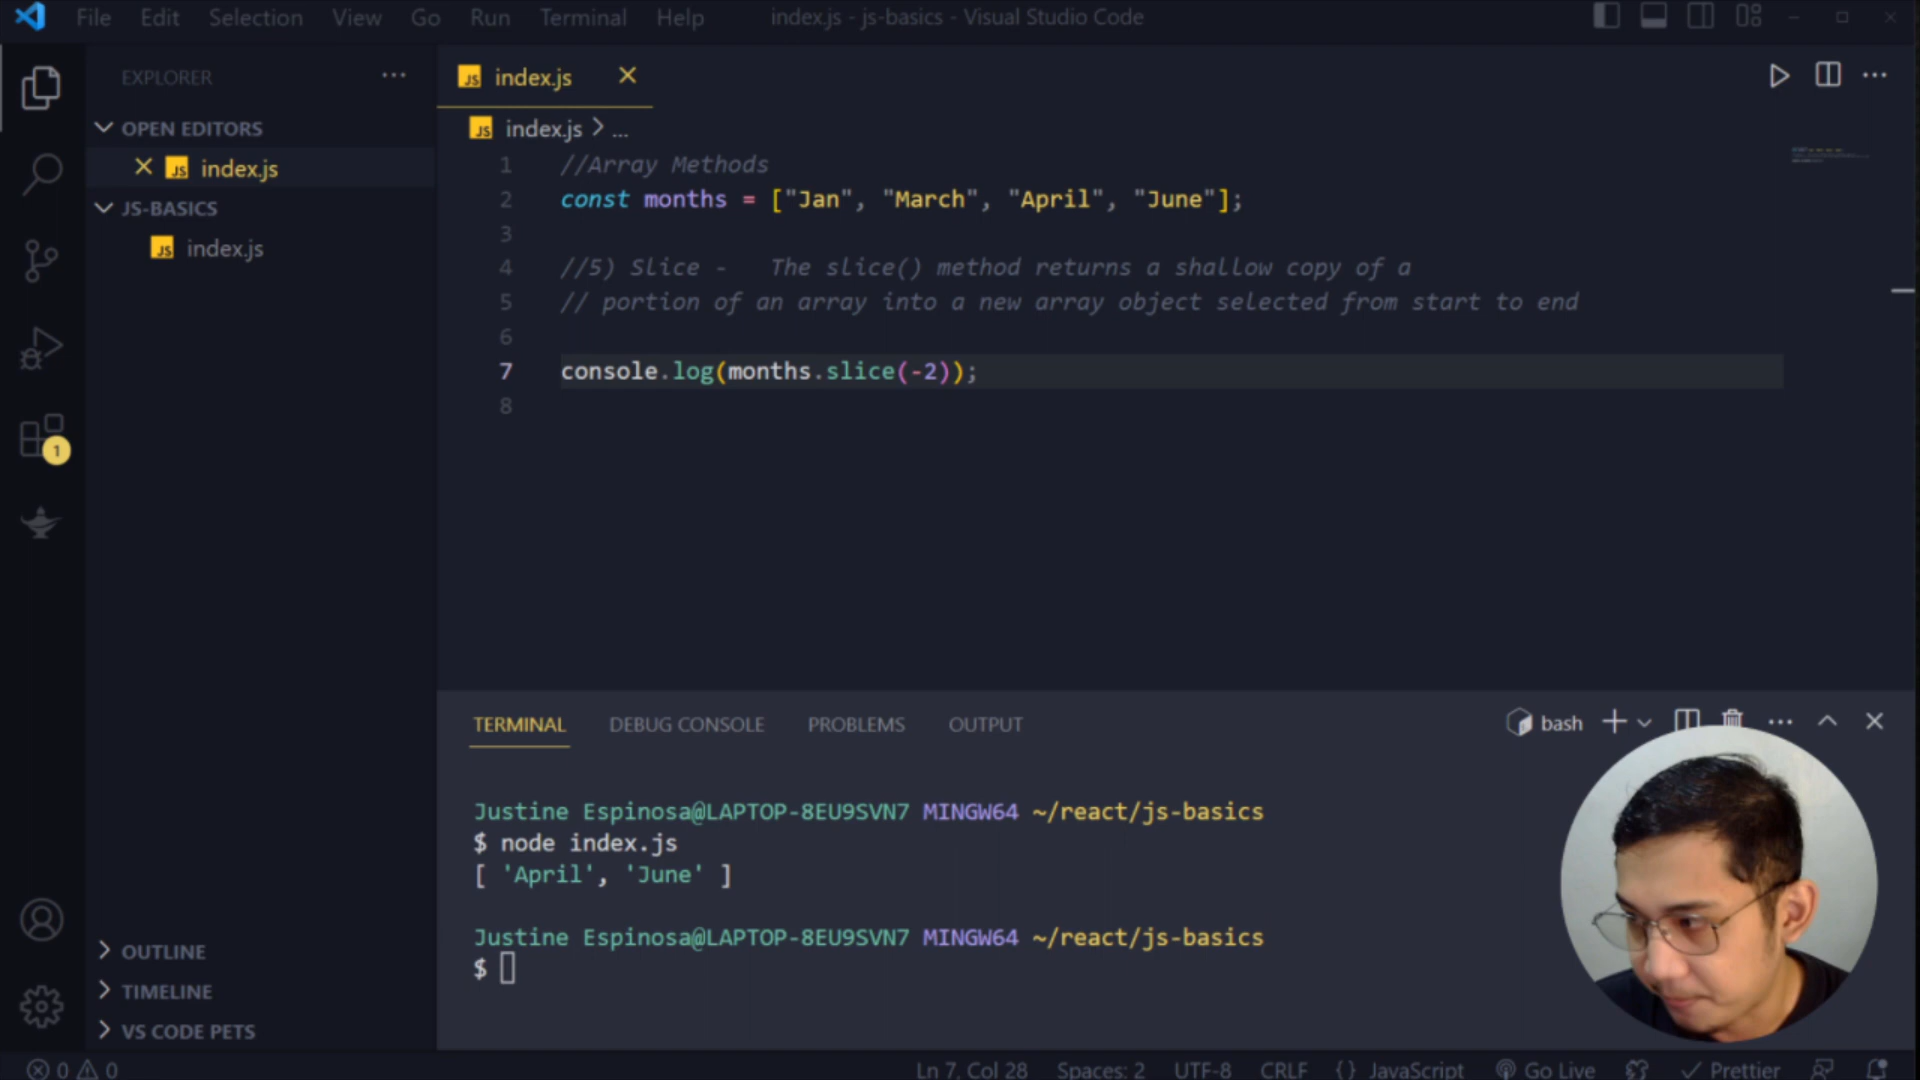 File Edit Selection View Go Run Terminal Help index.js - js-basics - Visual Studio Code
EXPLORER ...
OPEN EDITORS
JS index.js
JS-BASICS
JS index.js
OUTLINE
TIMELINE
VS CODE PETS
1
JS index.js
JS index.js > ...
1 //Array Methods
2 const months = ["Jan", "March", "April", "June"];
3
4 //5) Slice -   The slice() method returns a shallow copy of a
5 // portion of an array into a new array object selected from start to end
6
7 console.log(months.slice(-2));
8
TERMINAL DEBUG CONSOLE PROBLEMS OUTPUT bash
Justine Espinosa@LAPTOP-8EU9SVN7 MINGW64 ~/react/js-basics
$ node index.js
[ 'April', 'June' ]
Justine Espinosa@LAPTOP-8EU9SVN7 MINGW64 ~/react/js-basics
$
0 0 Ln 7, Col 28 Spaces: 2 UTF-8 CRLF {} JavaScript Go Live Prettier